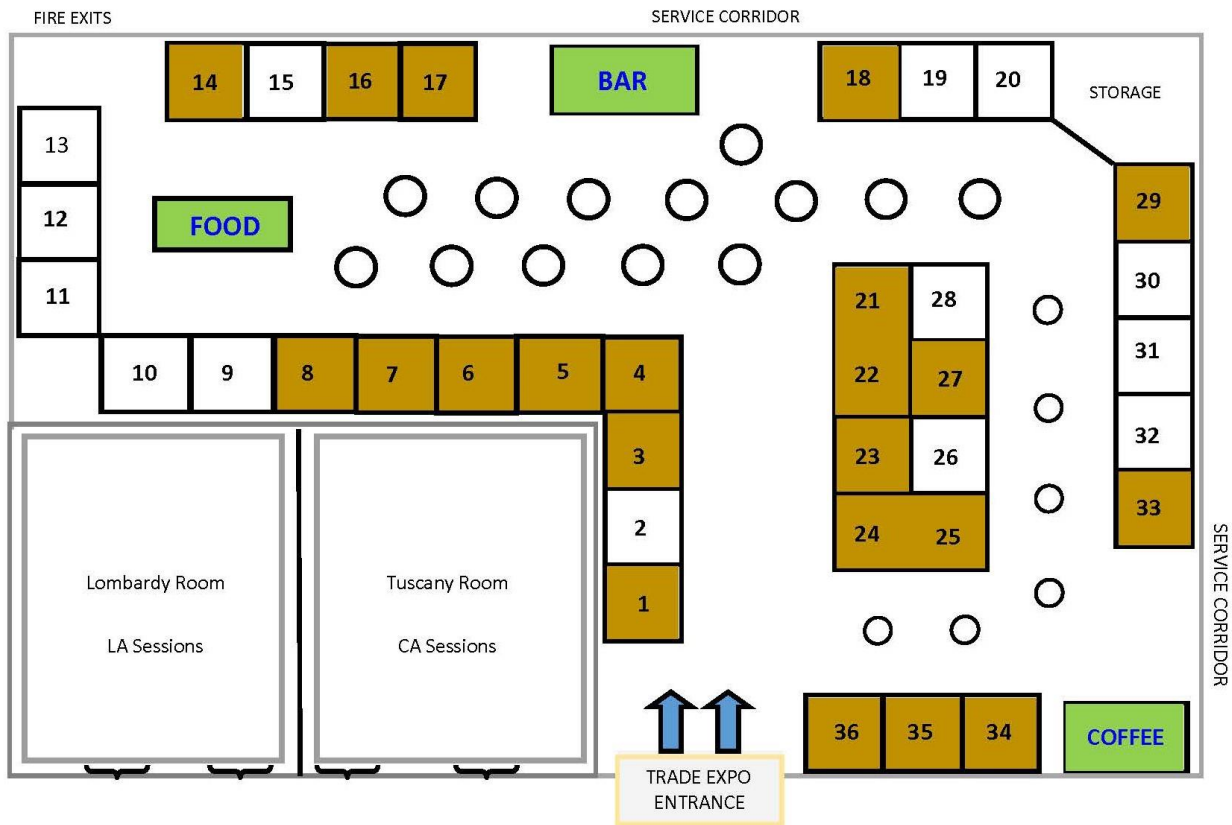 FIRE EXITS
SERVICE CORRIDOR
14 15 16 17
BAR
18 19 20
STORAGE
13
12
11
FOOD
29
30
31
32
33
21 28
22 27
23 26
24 25
10 9 8 7 6 5 4
3
2
1
Lombardy Room
LA Sessions
Tuscany Room
CA Sessions
SERVICE CORRIDOR
36 35 34
COFFEE
TRADE EXPO
ENTRANCE